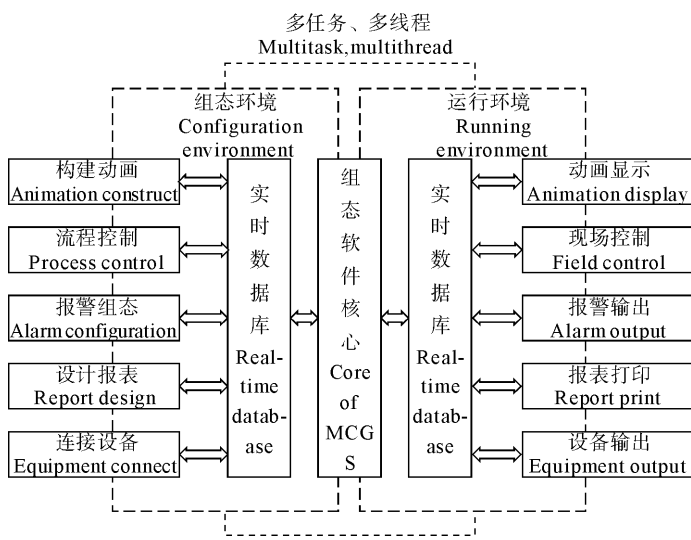 多任务、多线程
Multitask,multithread
组态环境
Configuration
environment
运行环境
Running
environment
构建动画
Animation construct
流程控制
Process control
报警组态
Alarm configuration
设计报表
Report design
连接设备
Equipment connect
实
时
数
据
库
Real-
time
datab-
ase
组
态
软
件
核
心
Core
of
MCG
S
实
时
数
据
库
Real-
time
datab-
ase
动画显示
Animation display
现场控制
Field control
报警输出
Alarm output
报表打印
Report print
设备输出
Equipment output